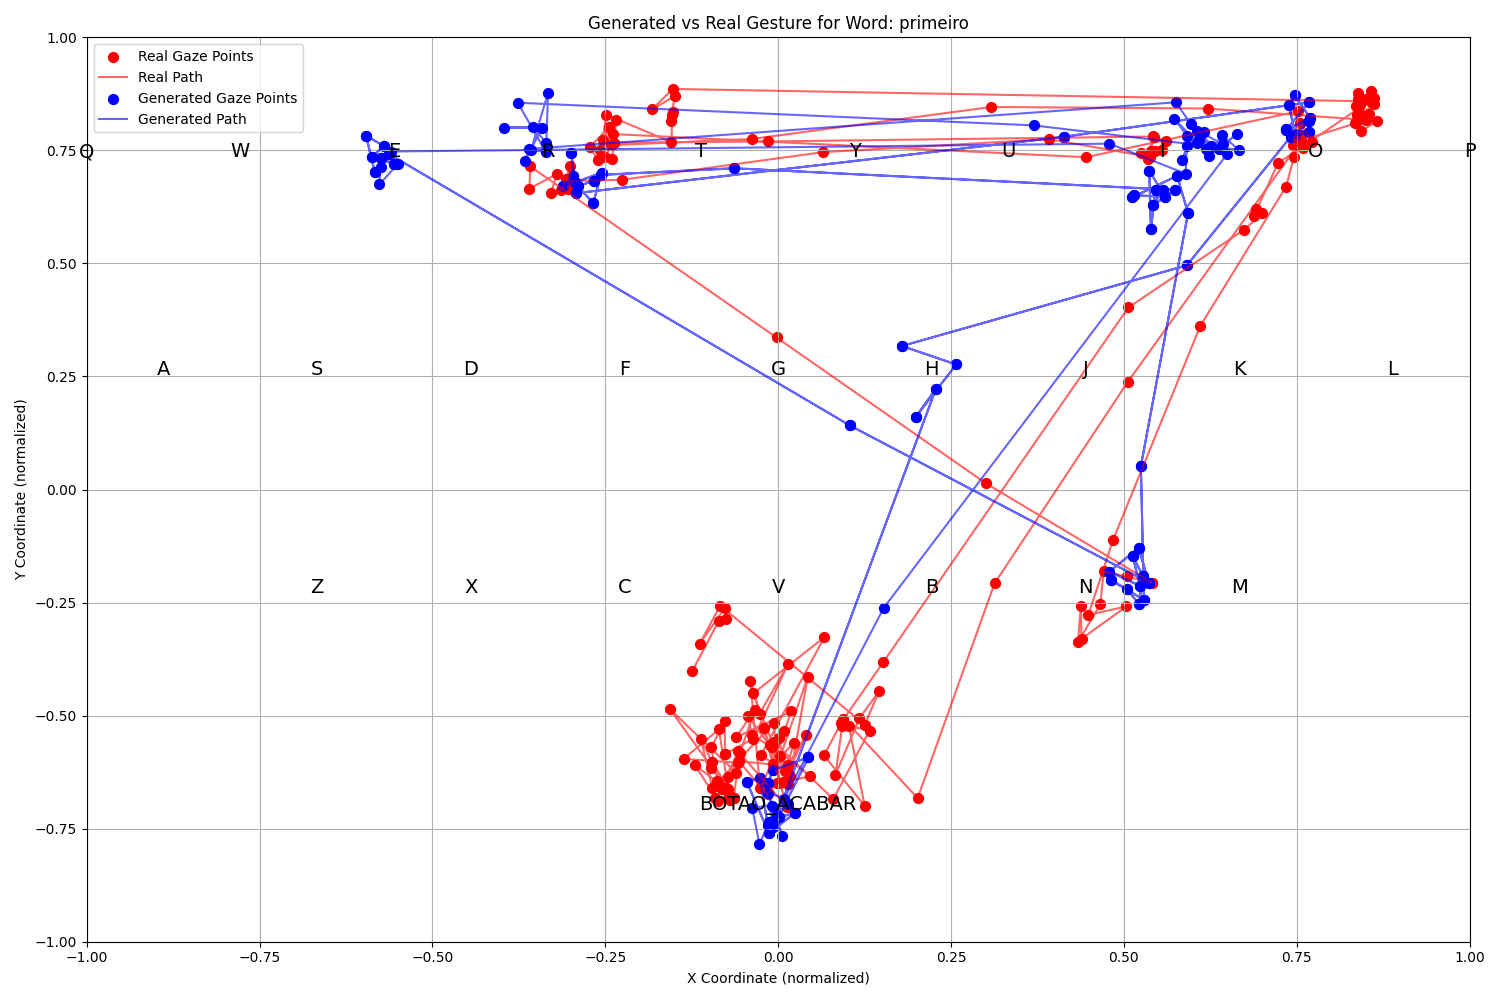 Generated vs Real Gesture for Word: primeiro
1.00
Real Gaze Points
Real Path
Generated Gaze Points
Generated Path
0.75
Q W E R T Y U I O P
0.50
A S D F G H J K L
0.25
0.00
Y Coordinate (normalized)
Z X C V B N M
−0.25
−0.50
BOTAO_ACABAR
−0.75
−1.00
−1.00 −0.75 −0.50 −0.25 0.00 0.25 0.50 0.75 1.00
X Coordinate (normalized)